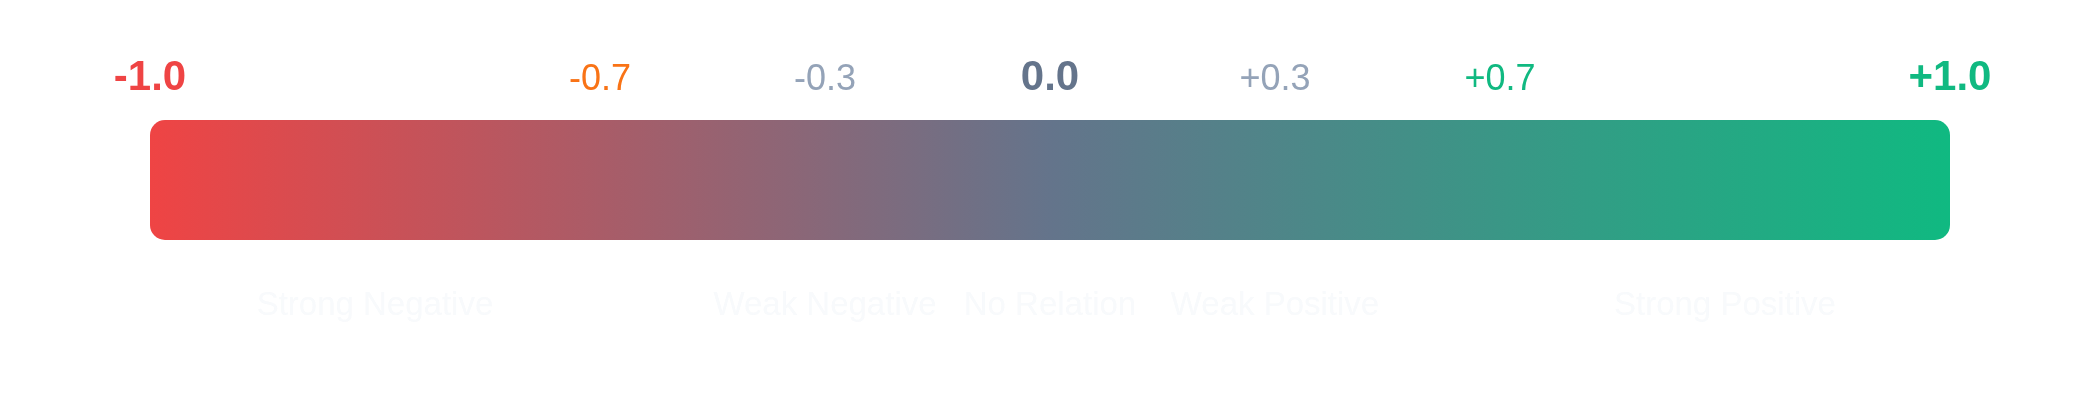 -1.0 -0.7 -0.3 0.0 +0.3 +0.7 +1.0
Strong Negative Weak Negative No Relation Weak Positive Strong Positive